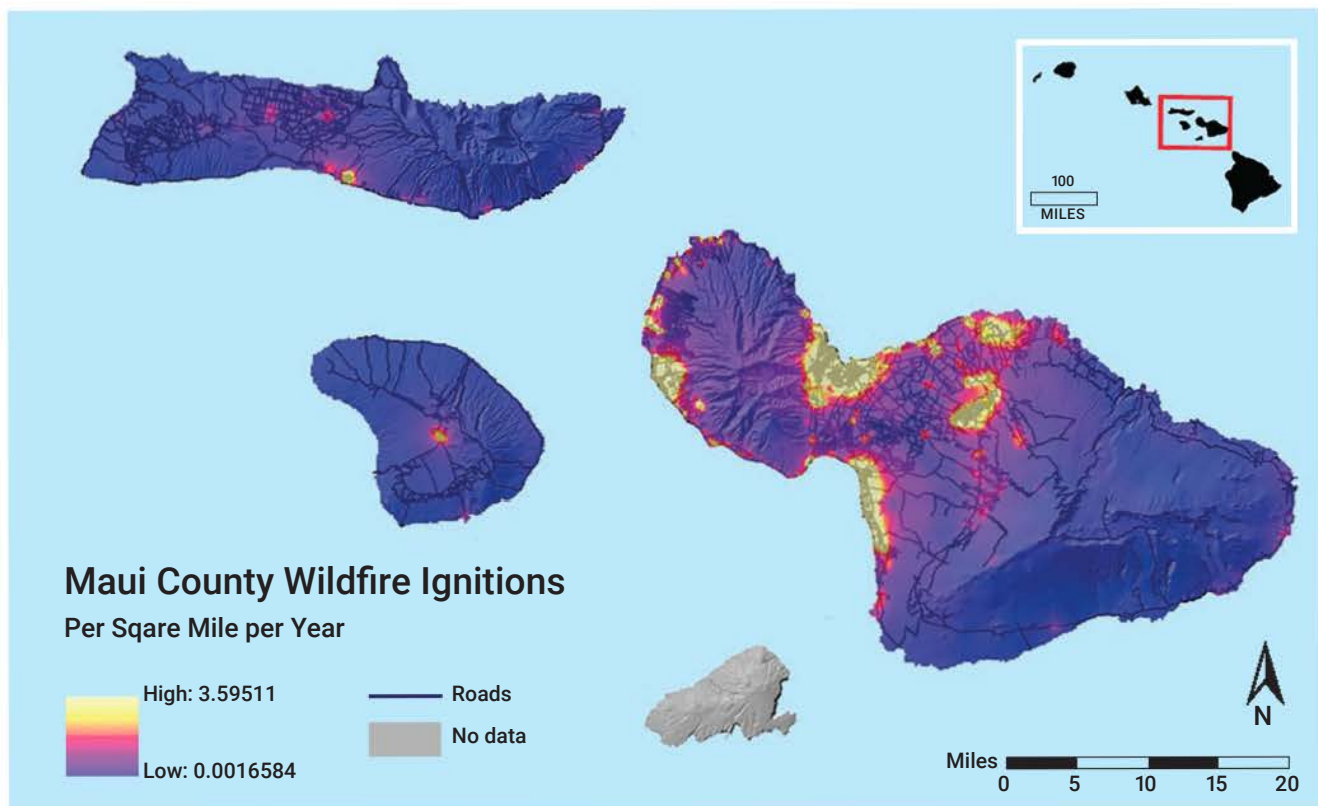 100
MILES
Maui County Wildfire Ignitions
Per Sqare Mile per Year
High: 3.59511
Low: 0.0016584
Roads
No data
N
Miles
0 5 10 15 20